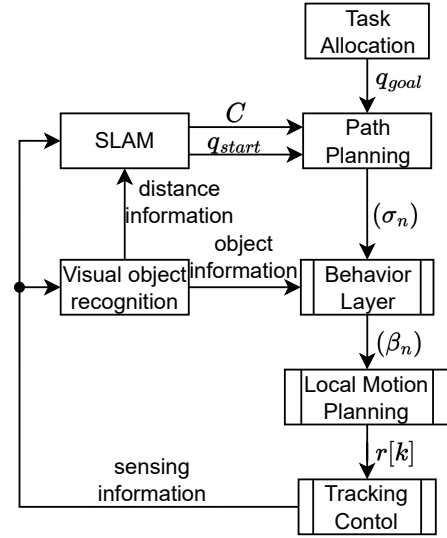 Task
Allocation
q_goal
C
SLAM
q_start
Path
Planning
distance
information
(σ_n)
object
information
Visual object
recognition
Behavior
Layer
(β_n)
Local Motion
Planning
r[k]
sensing
information
Tracking
Contol